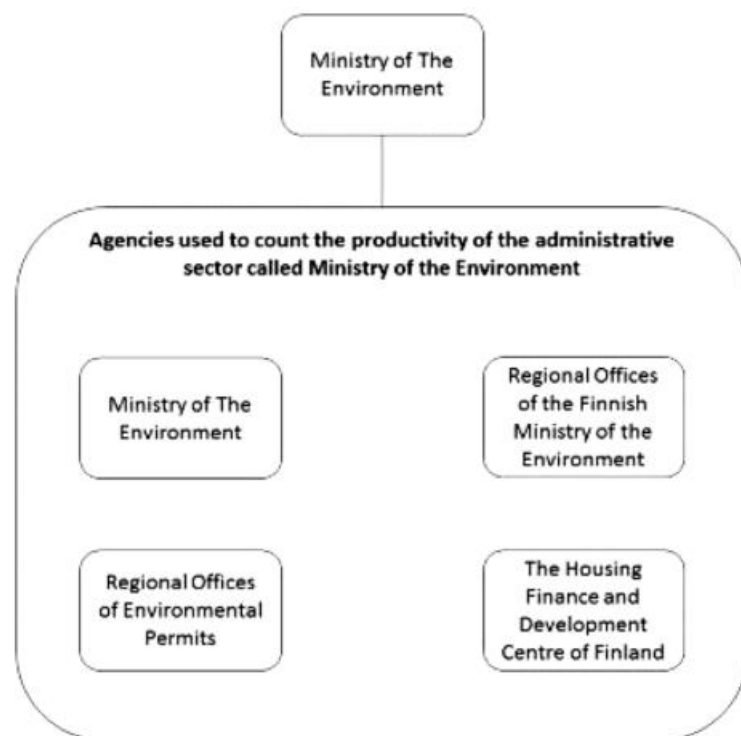 Ministry of The
Environment
Agencies used to count the productivity of the administrative
sector called Ministry of the Environment
Ministry of The
Environment
Regional Offices
of the Finnish
Ministry of the
Environment
Regional Offices
of Environmental
Permits
The Housing
Finance and
Development
Centre of Finland